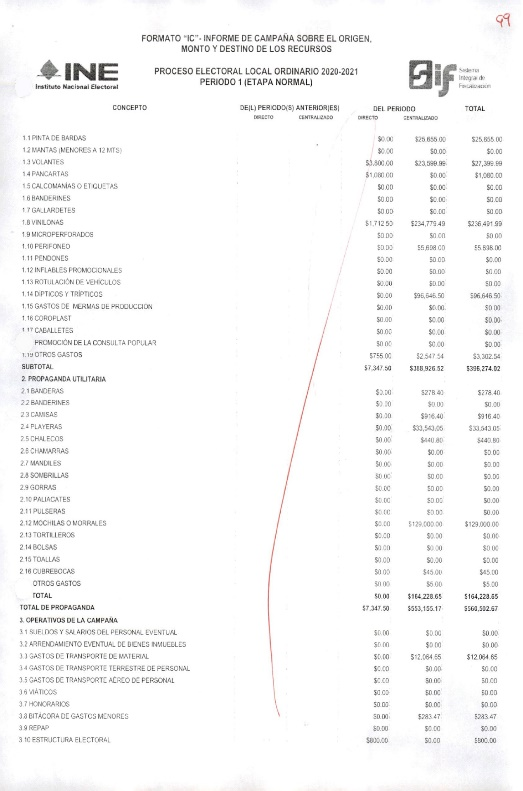 99
FORMATO "IC"- INFORME DE CAMPAÑA SOBRE EL ORIGEN,
MONTO Y DESTINO DE LOS RECURSOS
INE
Instituto Nacional Electoral
PROCESO ELECTORAL LOCAL ORDINARIO 2020-2021
PERIODO 1 (ETAPA NORMAL)
Sif Sistema
Integral de
Fiscalización
CONCEPTO DE(L) PERIODO(S) ANTERIOR(ES) DEL PERIODO TOTAL
DIRECTO CENTRALIZADO DIRECTO CENTRALIZADO
1.1 PINTA DE BARDAS $0.00 $25,655.00 $25,655.00
1.2 MANTAS (MENORES A 12 MTS) $0.00 $0.00 $0.00
1.3 VOLANTES $3,800.00 $23,599.99 $27,399.99
1.4 PANCARTAS $1,080.00 $0.00 $1,080.00
1.5 CALCOMANÍAS O ETIQUETAS $0.00 $0.00 $0.00
1.6 BANDERINES $0.00 $0.00 $0.00
1.7 GALLARDETES $0.00 $0.00 $0.00
1.8 VINILONAS $1,712.50 $234,779.49 $236,491.99
1.9 MICROPERFORADOS $0.00 $0.00 $0.00
1.10 PERIFONEO $0.00 $5,698.00 $5,698.00
1.11 PENDONES $0.00 $0.00 $0.00
1.12 INFLABLES PROMOCIONALES $0.00 $0.00 $0.00
1.13 ROTULACIÓN DE VEHÍCULOS $0.00 $0.00 $0.00
1.14 DÍPTICOS Y TRÍPTICOS $0.00 $96,646.50 $96,646.50
1.15 GASTOS DE MERMAS DE PRODUCCION $0.00 $0.00 $0.00
1.16 COROPLAST $0.00 $0.00 $0.00
1.17 CABALLETES $0.00 $0.00 $0.00
PROMOCIÓN DE LA CONSULTA POPULAR $0.00 $0.00 $0.00
1.19 OTROS GASTOS $755.00 $2,547.54 $3,302.54
SUBTOTAL $7,347.50 $388,926.52 $396,274.02
2. PROPAGANDA UTILITARIA
2.1 BANDERAS $0.00 $278.40 $278.40
2.2 BANDERINES $0.00 $0.00 $0.00
2.3 CAMISAS $0.00 $916.40 $916.40
2.4 PLAYERAS $0.00 $33,543.05 $33,543.05
2.5 CHALECOS $0.00 $440.80 $440.80
2.6 CHAMARRAS $0.00 $0.00 $0.00
2.7 MANDILES $0.00 $0.00 $0.00
2.8 SOMBRILLAS $0.00 $0.00 $0.00
2.9 GORRAS $0.00 $0.00 $0.00
2.10 PALIACATES $0.00 $0.00 $0.00
2.11 PULSERAS $0.00 $0.00 $0.00
2.12 MOCHILAS O MORRALES $0.00 $129,000.00 $129,000.00
2.13 TORTILLEROS $0.00 $0.00 $0.00
2.14 BOLSAS $0.00 $0.00 $0.00
2.15 TOALLAS $0.00 $0.00 $0.00
2.16 CUBREBOCAS $0.00 $45.00 $45.00
OTROS GASTOS $0.00 $5.00 $5.00
TOTAL $0.00 $164,228.65 $164,228.65
TOTAL DE PROPAGANDA $7,347.50 $553,155.17 $560,502.67
3. OPERATIVOS DE LA CAMPAÑA
3.1 SUELDOS Y SALARIOS DEL PERSONAL EVENTUAL $0.00 $0.00 $0.00
3.2 ARRENDAMIENTO EVENTUAL DE BIENES INMUEBLES $0.00 $0.00 $0.00
3.3 GASTOS DE TRANSPORTE DE MATERIAL $0.00 $12,064.65 $12,064.65
3.4 GASTOS DE TRANSPORTE TERRESTRE DE PERSONAL $0.00 $0.00 $0.00
3.5 GASTOS DE TRANSPORTE AÉREO DE PERSONAL $0.00 $0.00 $0.00
3.6 VIÁTICOS $0.00 $0.00 $0.00
3.7 HONORARIOS $0.00 $0.00 $0.00
3.8 BITÁCORA DE GASTOS MENORES $0.00 $283.47 $283.47
3.9 REPAP $0.00 $0.00 $0.00
3.10 ESTRUCTURA ELECTORAL $800.00 $0.00 $800.00